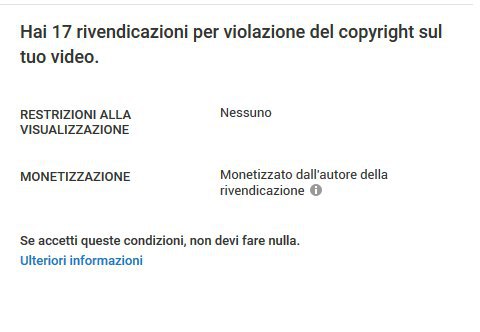 Hai 17 rivendicazioni per violazione del copyright sul
tuo video.
RESTRIZIONI ALLA
VISUALIZZAZIONE
Nessuno
MONETIZZAZIONE
Monetizzato dall'autore della
rivendicazione
Se accetti queste condizioni, non devi fare nulla.
Ulteriori informazioni